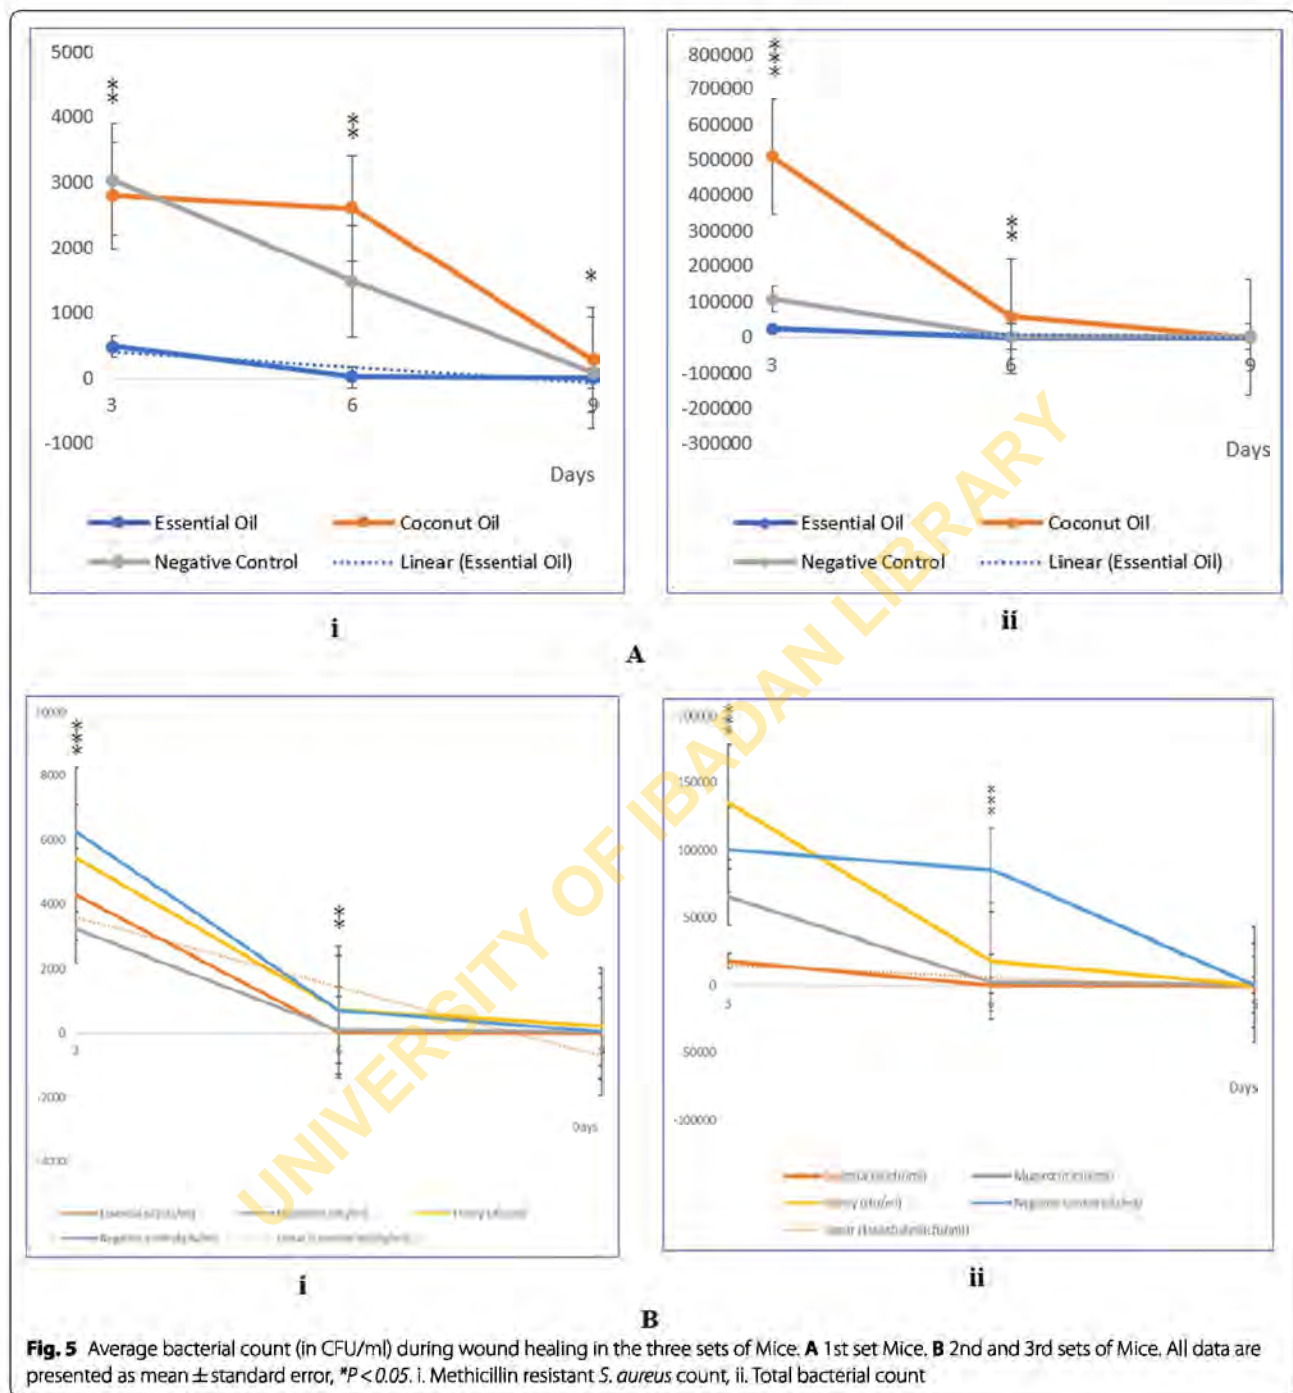 5000
4000
3000
2000
1000
0
-1000
**
**
*
3 6 9
Days
Essential Oil Coconut Oil
Negative Control Linear (Essential Oil)
i
800000
700000
600000
500000
400000
300000
200000
100000
0
-100000
-200000
-300000
***
**
3 6 9
Days
Essential Oil Coconut Oil
Negative Control Linear (Essential Oil)
ii
A
8000
6000
4000
2000
0
-2000
***
**
Days
i
150000
100000
50000
0
-50000
-100000
***
***
Days
ii
B
Fig. 5 Average bacterial count (in CFU/ml) during wound healing in the three sets of Mice. A 1st set Mice. B 2nd and 3rd sets of Mice. All data are
presented as mean ± standard error, *P < 0.05. i. Methicillin resistant S. aureus count, ii. Total bacterial count
UNIVERSITY OF IBADAN LIBRARY